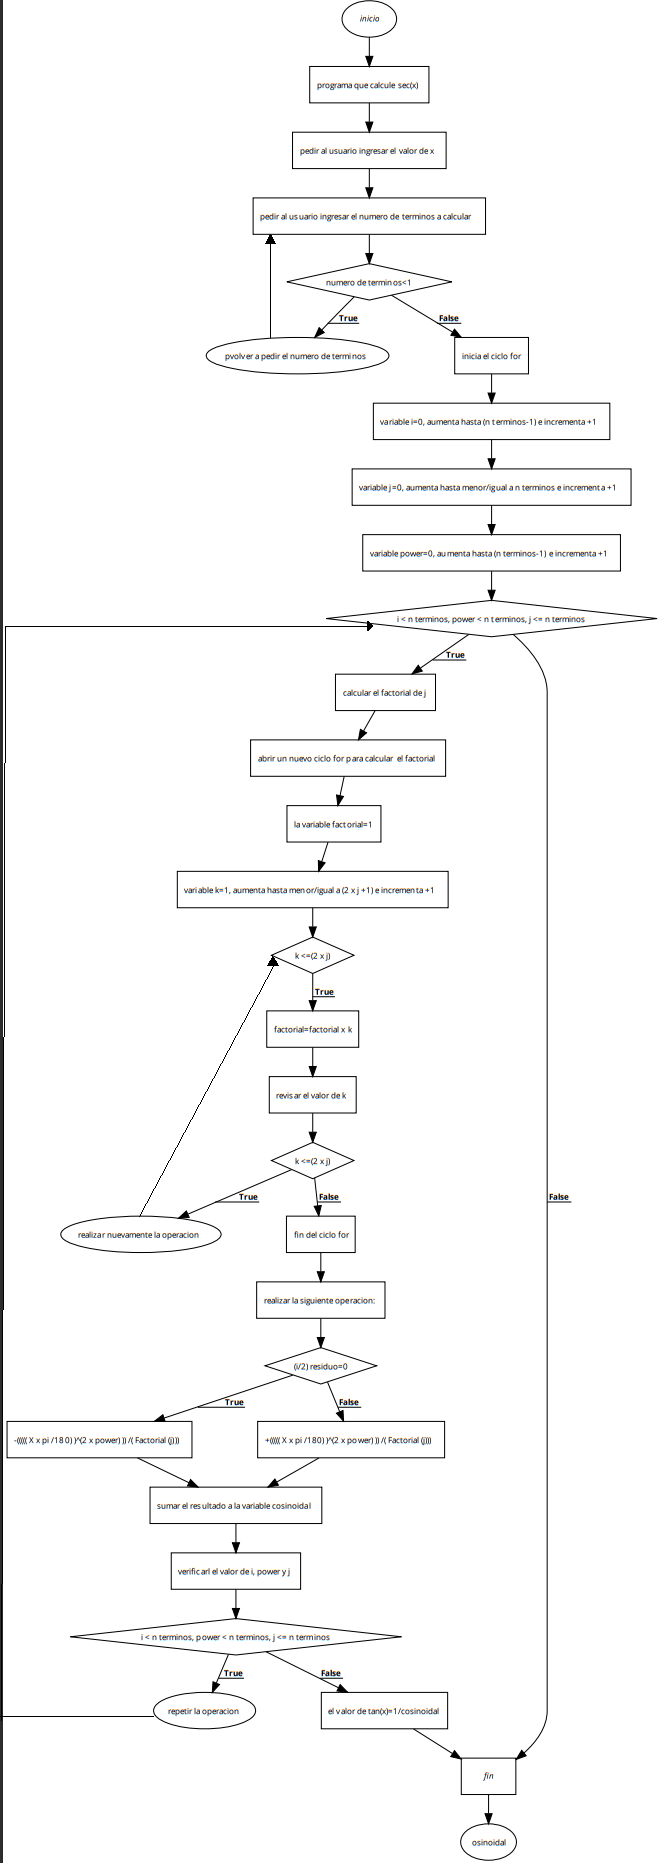 inicio
programa que calcule sec(x)
pedir al usuario ingresar el valor de x
pedir al usuario ingresar el numero de terminos a calcular
numero de terminos<1
True
False
pvolver a pedir el numero de terminos
inicia el ciclo for
variable i=0, aumenta hasta (n terminos-1) e incrementa +1
variable j=0, aumenta hasta menor/igual a n terminos e incrementa +1
variable power=0, aumenta hasta (n terminos-1) e incrementa +1
i < n terminos, power < n terminos, j <= n terminos
True
calcular el factorial de j
abrir un nuevo ciclo for para calcular el factorial
la variable factorial=1
variable k=1, aumenta hasta menor/igual a (2 x j +1) e incrementa +1
k <=(2 x j)
True
factorial=factorial x k
revisar el valor de k
k <=(2 x j)
True
False
False
realizar nuevamente la operacion
fin del ciclo for
realizar la siguiente operacion:
(i/2) residuo=0
True
False
-((((( X x pi /180) )^(2 x power) )) /( Factorial (j)))
+((((( X x pi /180) )^(2 x power) )) /( Factorial (j)))
sumar el resultado a la variable cosinoidal
verificarl el valor de i, power y j
i < n terminos, power < n terminos, j <= n terminos
True
False
repetir la operacion
el valor de tan(x)=1/cosinoidal
fin
osinoidal